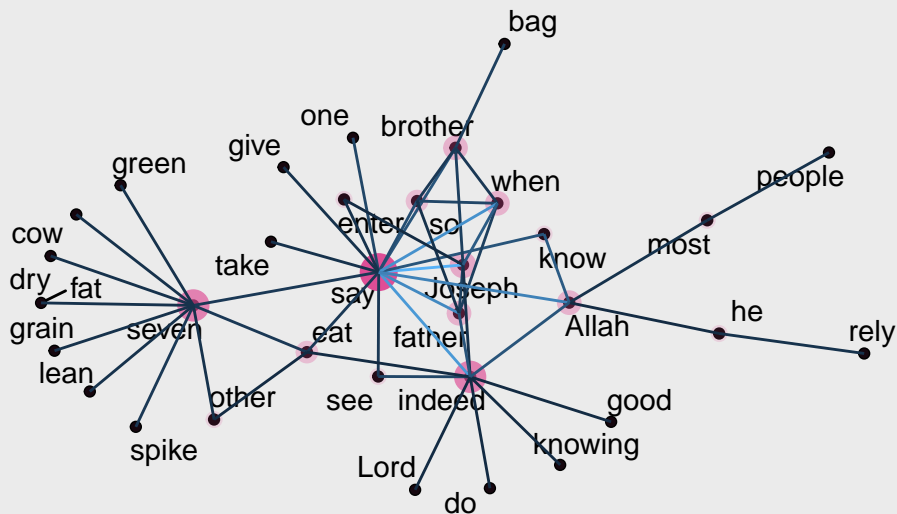 bag
one
brother
give
green
when
people
enter
so
cow
know
most
take
dry
fat
say
Joseph
he
grain
seven
eat
father
Allah
rely
lean
other
see
indeed
good
spike
knowing
Lord
do